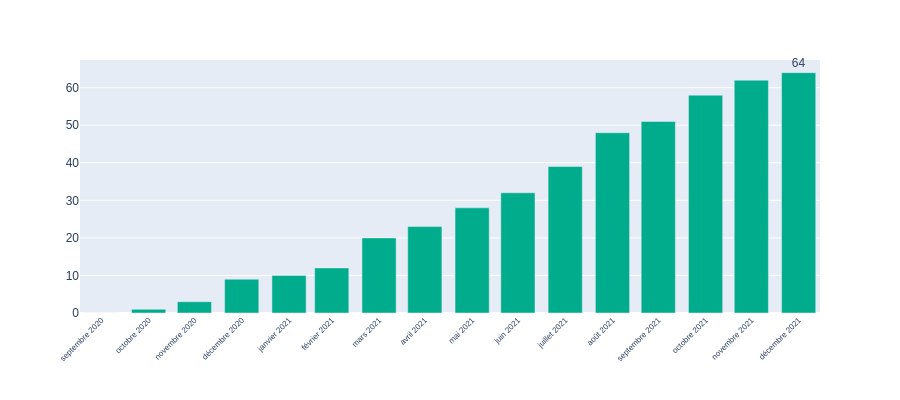 64
60
50
40
30
20
10
0
septembre 2020
octobre 2020
novembre 2020
décembre 2020
janvier 2021
février 2021
mars 2021
avril 2021
mai 2021
juin 2021
juillet 2021
août 2021
septembre 2021
octobre 2021
novembre 2021
décembre 2021